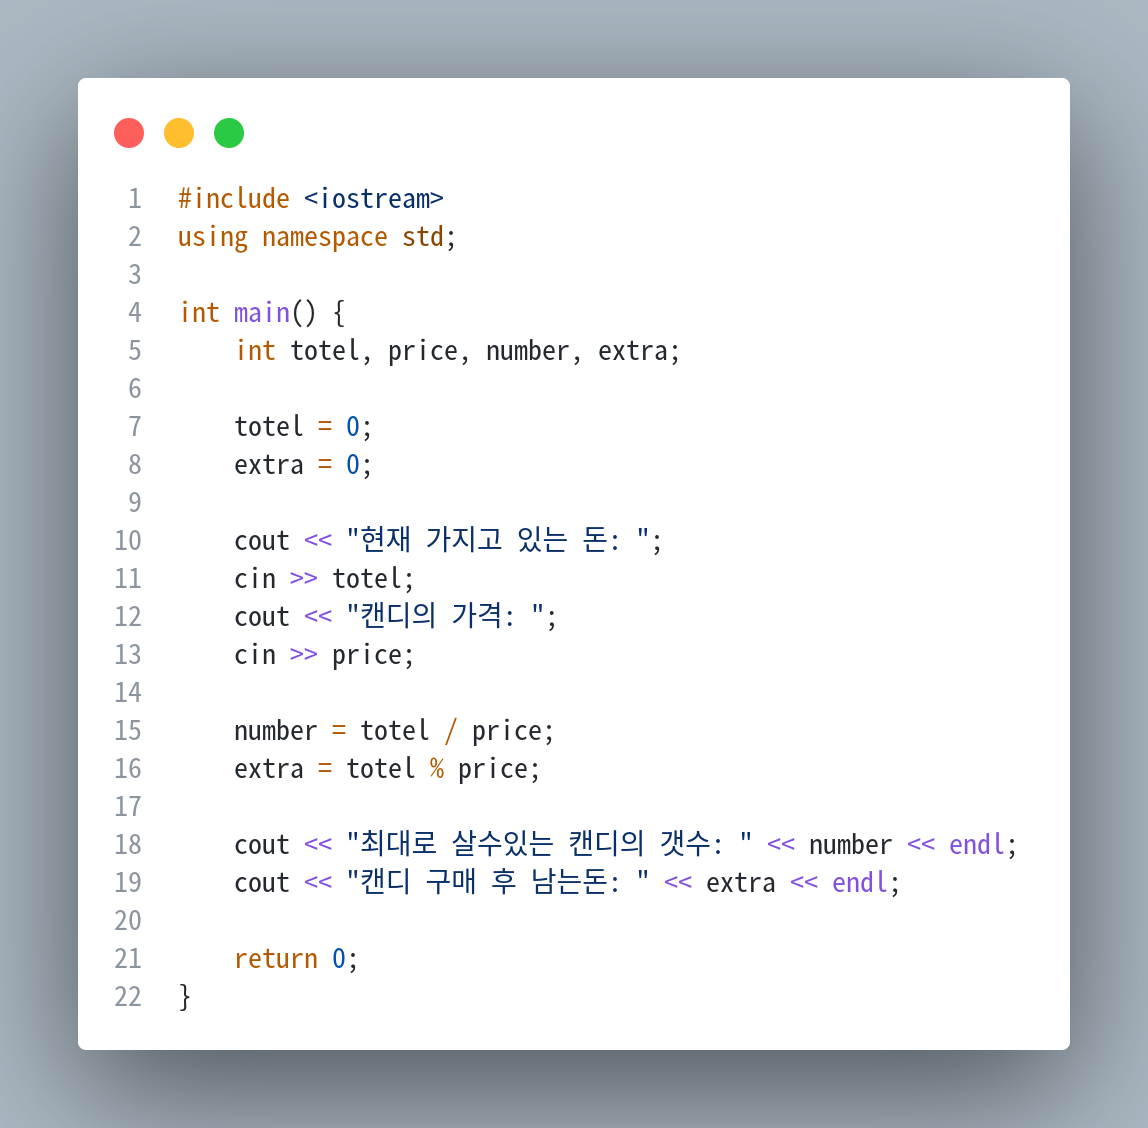 1 #include <iostream>
2 using namespace std;
3
4 int main() {
5     int totel, price, number, extra;
6
7     totel = 0;
8     extra = 0;
9
10     cout << "현재 가지고 있는 돈: ";
11     cin >> totel;
12     cout << "캔디의 가격: ";
13     cin >> price;
14
15     number = totel / price;
16     extra = totel % price;
17
18     cout << "최대로 살수있는 캔디의 갯수: " << number << endl;
19     cout << "캔디 구매 후 남는돈: " << extra << endl;
20
21     return 0;
22 }